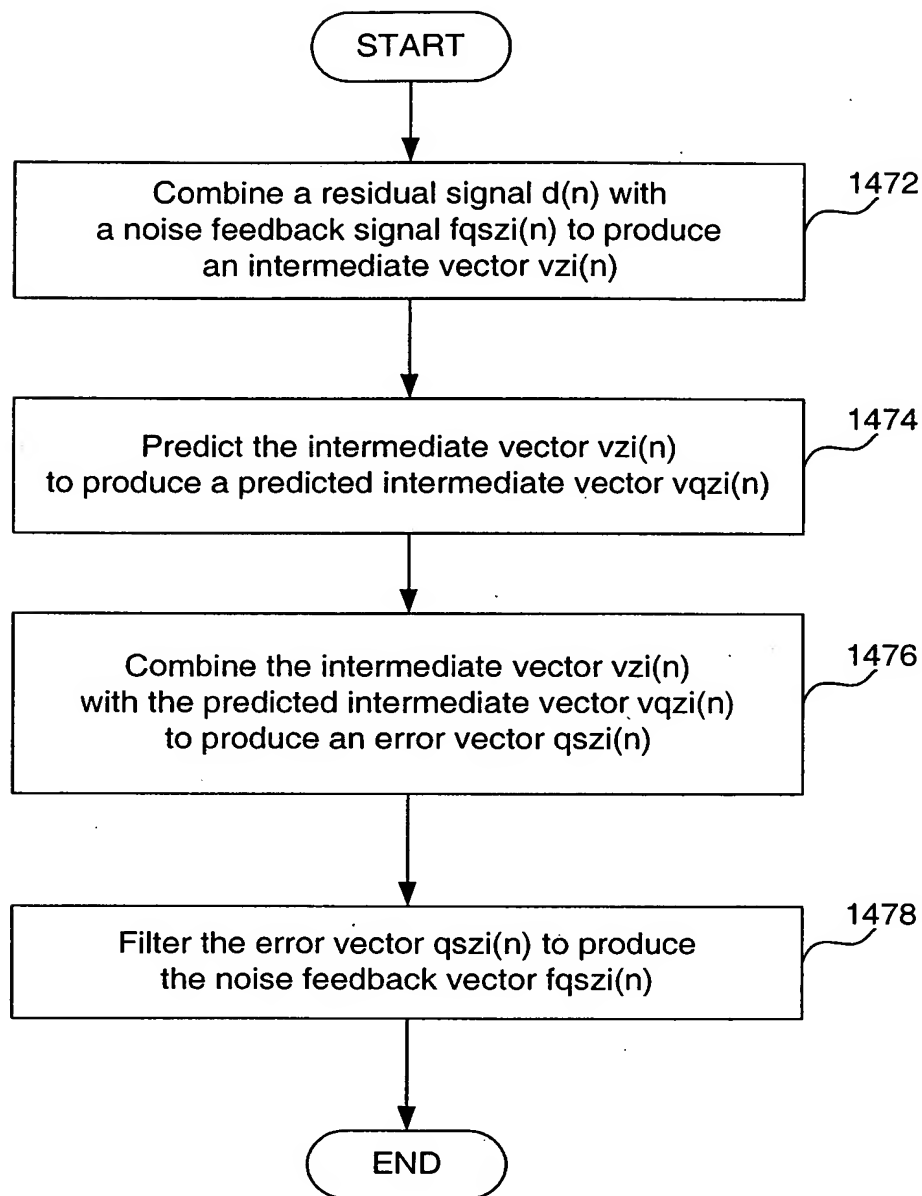 START
Combine a residual signal d(n) with
a noise feedback signal fqszi(n) to produce
an intermediate vector vzi(n)
1472
Predict the intermediate vector vzi(n)
to produce a predicted intermediate vector vqzi(n)
1474
Combine the intermediate vector vzi(n)
with the predicted intermediate vector vqzi(n)
to produce an error vector qszi(n)
1476
Filter the error vector qszi(n) to produce
the noise feedback vector fqszi(n)
1478
END